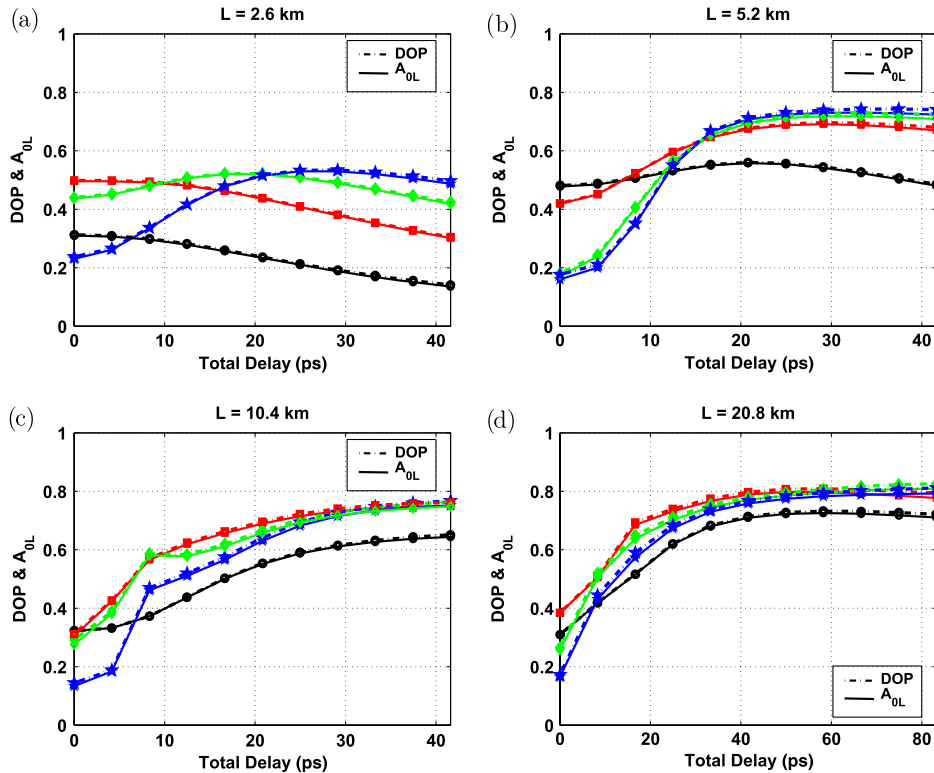 (a)
L = 2.6 km
DOP & A0L
1
0.8
0.6
0.4
0.2
0
0
10
20
30
40
Total Delay (ps)
DOP
A0L
(b)
L = 5.2 km
DOP & A0L
1
0.8
0.6
0.4
0.2
0
0
20
40
60
80
Total Delay (ps)
DOP
A0L
(c)
L = 10.4 km
DOP & A0L
1
0.8
0.6
0.4
0.2
0
0
10
20
30
40
Total Delay (ps)
DOP
A0L
(d)
L = 20.8 km
DOP & A0L
1
0.8
0.6
0.4
0.2
0
0
20
40
60
80
Total Delay (ps)
DOP
A0L